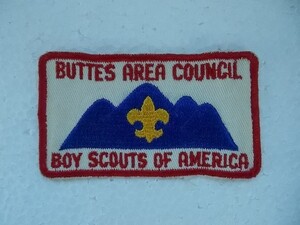 BUTTES AREA COUNCIL
BOY SCOUTS OF AMERICA